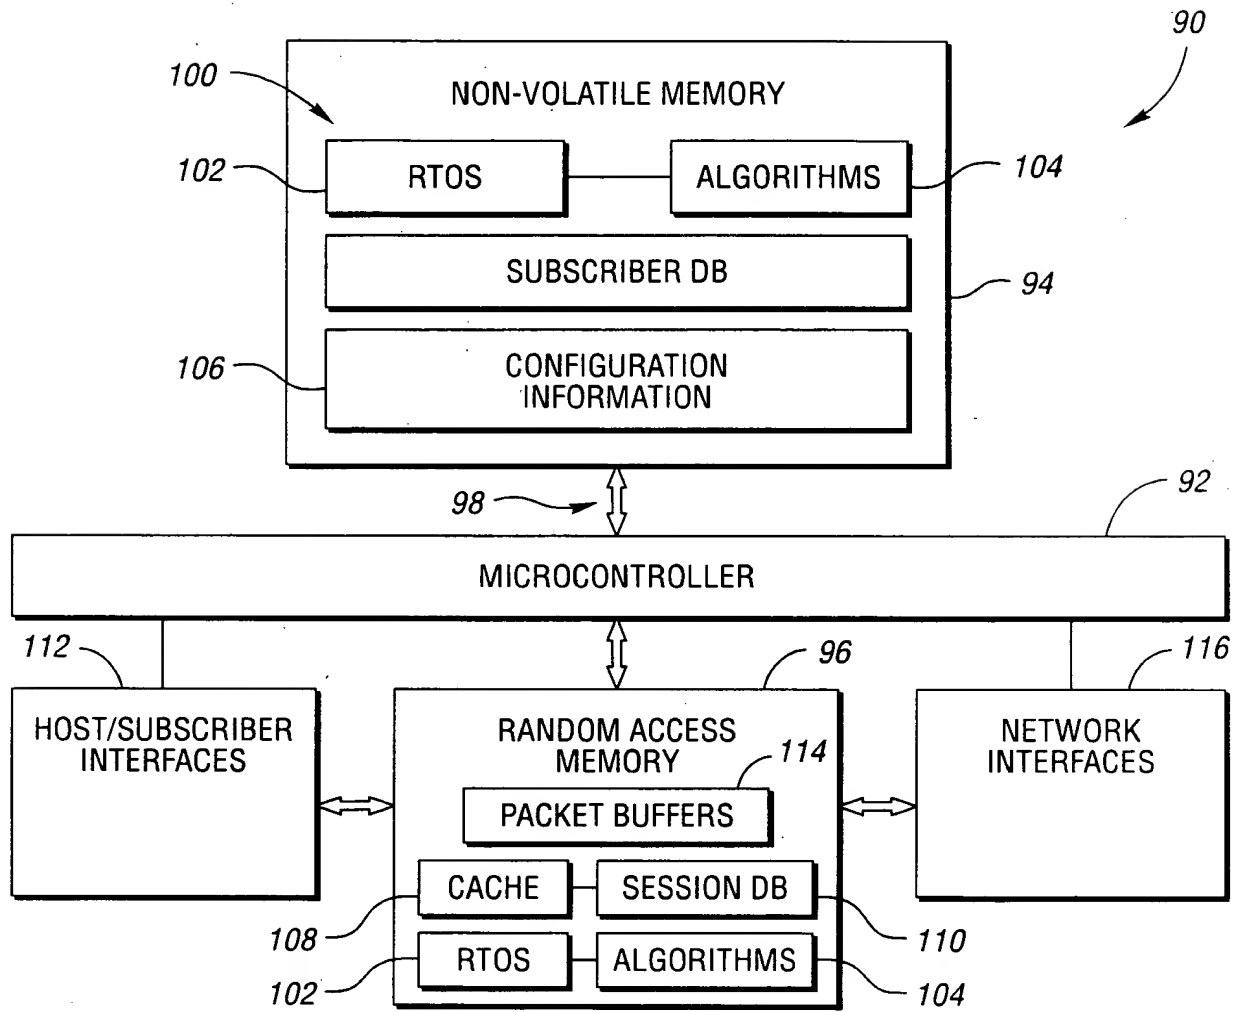 90
100
NON-VOLATILE MEMORY
102
RTOS
ALGORITHMS
104
SUBSCRIBER DB
94
106
CONFIGURATION
INFORMATION
98
92
MICROCONTROLLER
112
96
116
HOST/SUBSCRIBER
INTERFACES
RANDOM ACCESS
MEMORY
NETWORK
INTERFACES
114
PACKET BUFFERS
CACHE
SESSION DB
108
110
RTOS
ALGORITHMS
102
104